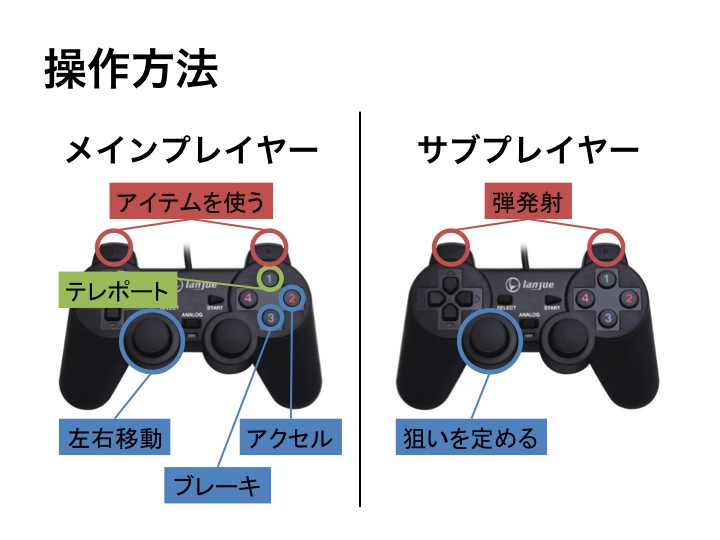 操作方法
メインプレイヤー
アイテムを使う
テレポート
lanjue
1
2
3
4
SELECT
START
ANALOG
左右移動
アクセル
ブレーキ
サブプレイヤー
弾発射
lanjue
1
2
3
4
SELECT
START
ANALOG
狙いを定める